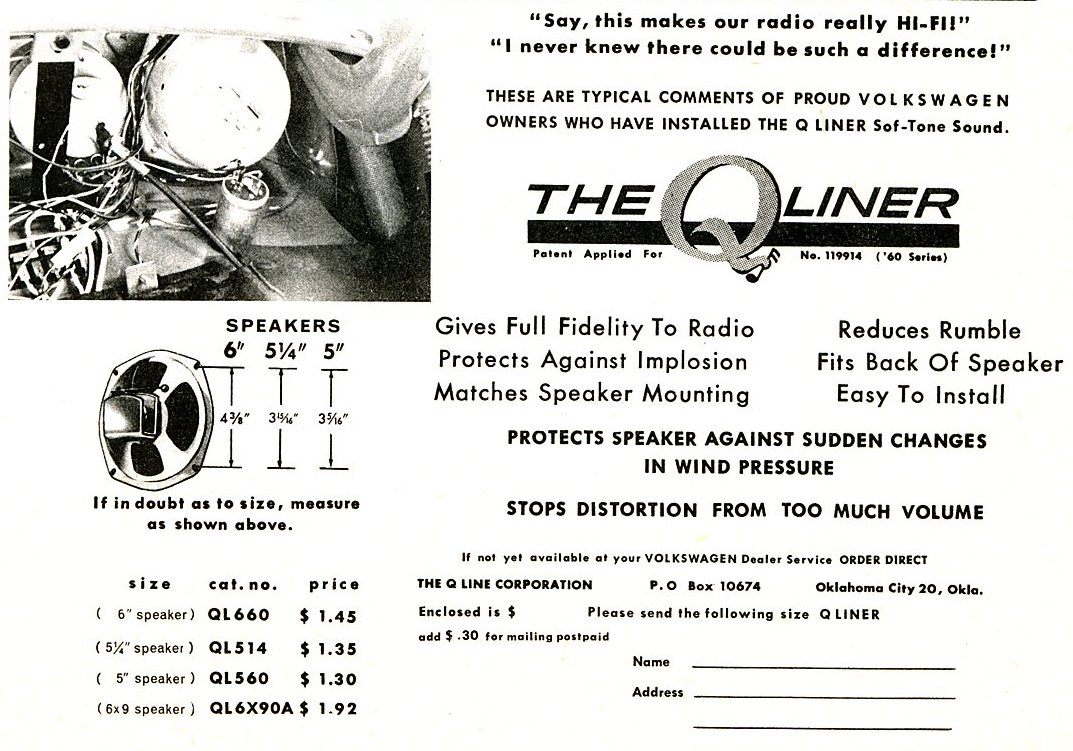 “Say, this makes our radio really HI-FI!”
“I never knew there could be such a difference!”
THESE ARE TYPICAL COMMENTS OF PROUD VOLKSWAGEN
OWNERS WHO HAVE INSTALLED THE Q LINER Sof-Tone Sound.
THE Q LINER
Patent Applied For No. 119914 ('60 Series)
SPEAKERS
6" 5¼" 5"
4⅜" 3¹⁵⁄₁₆" 3⁵⁄₁₆"
If in doubt as to size, measure
as shown above.
Gives Full Fidelity To Radio
Protects Against Implosion
Matches Speaker Mounting
Reduces Rumble
Fits Back Of Speaker
Easy To Install
PROTECTS SPEAKER AGAINST SUDDEN CHANGES
IN WIND PRESSURE
STOPS DISTORTION FROM TOO MUCH VOLUME
size cat.no. price
( 6" speaker) QL660 $ 1.45
( 5¼" speaker ) QL514 $ 1.35
( 5" speaker ) QL560 $ 1.30
( 6x9 speaker ) QL6X90A $ 1.92
If not yet available at your VOLKSWAGEN Dealer Service ORDER DIRECT
THE Q LINE CORPORATION P.O Box 10674 Oklahoma City 20, Okla.
Enclosed is $ Please send the following size Q LINER
add $ .30 for mailing postpaid
Name
Address